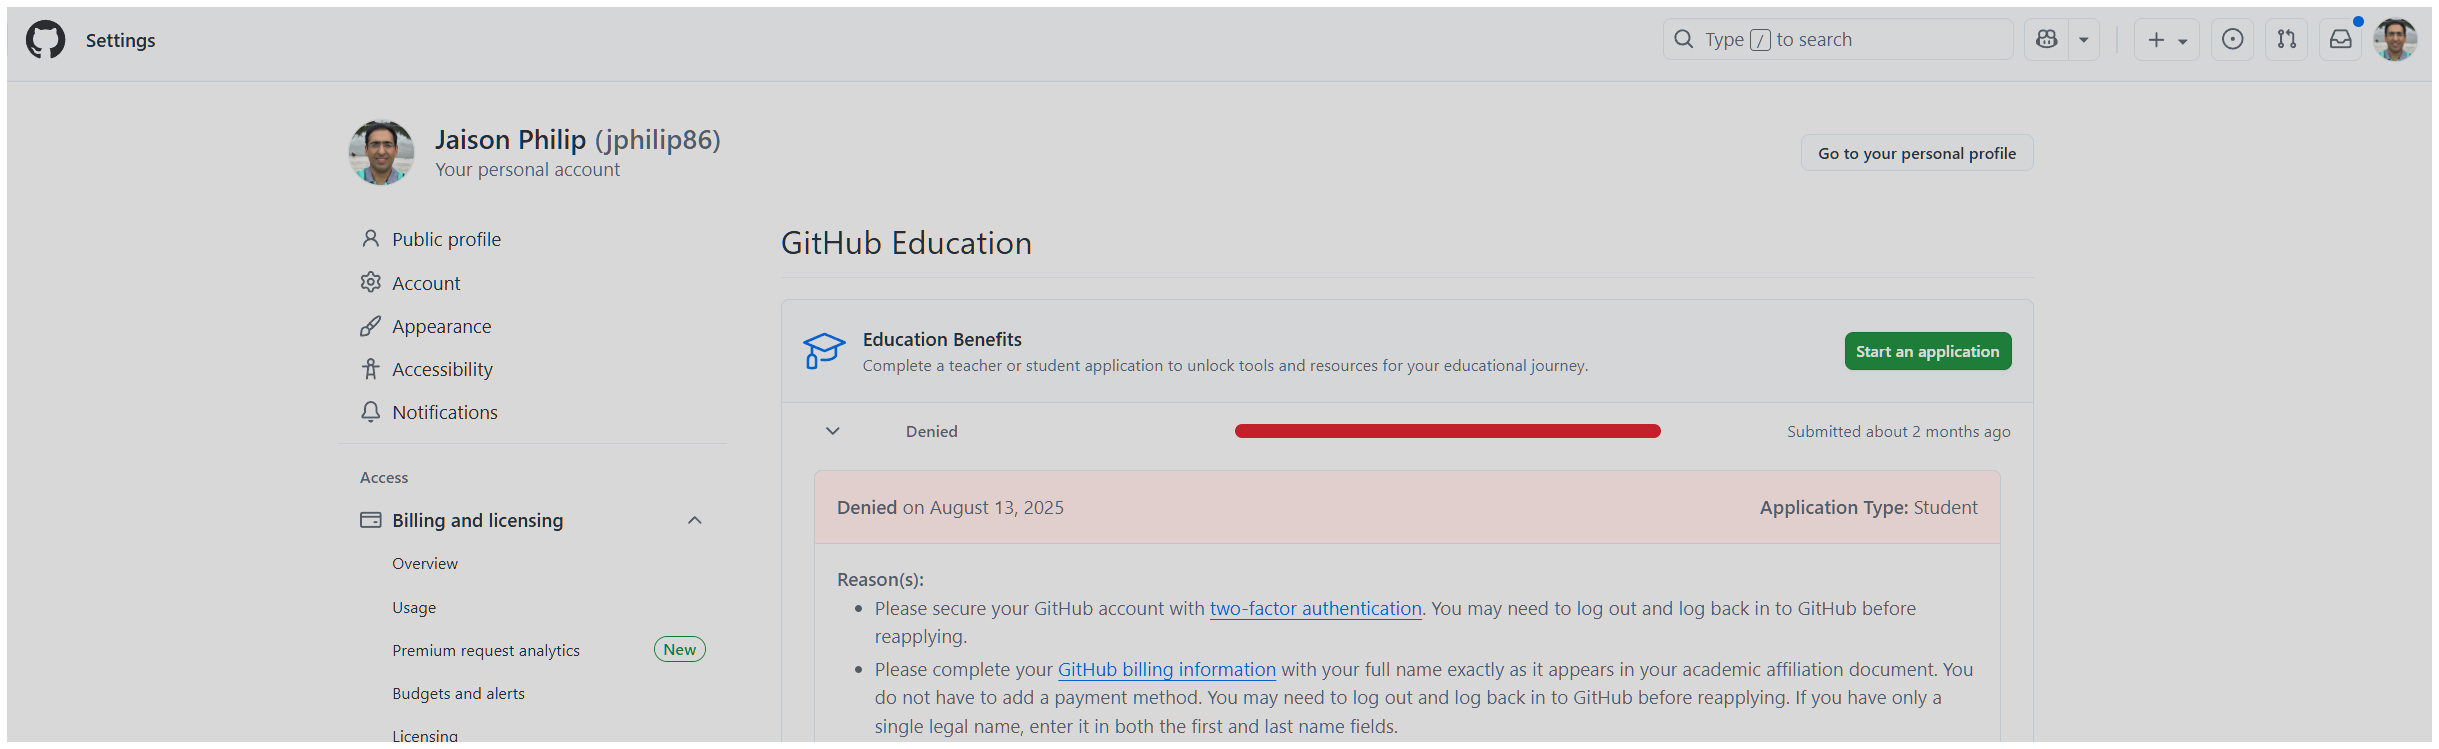 Settings
Type / to search
Jaison Philip (jphilip86)
Your personal account
Go to your personal profile
Public profile
Account
Appearance
Accessibility
Notifications
Access
Billing and licensing
Overview
Usage
Premium request analytics New
Budgets and alerts
Licensing
GitHub Education
Education Benefits
Complete a teacher or student application to unlock tools and resources for your educational journey.
Start an application
Denied
Submitted about 2 months ago
Denied on August 13, 2025
Application Type: Student
Reason(s):
Please secure your GitHub account with two-factor authentication. You may need to log out and log back in to GitHub before
reapplying.
Please complete your GitHub billing information with your full name exactly as it appears in your academic affiliation document. You
do not have to add a payment method. You may need to log out and log back in to GitHub before reapplying. If you have only a
single legal name, enter it in both the first and last name fields.